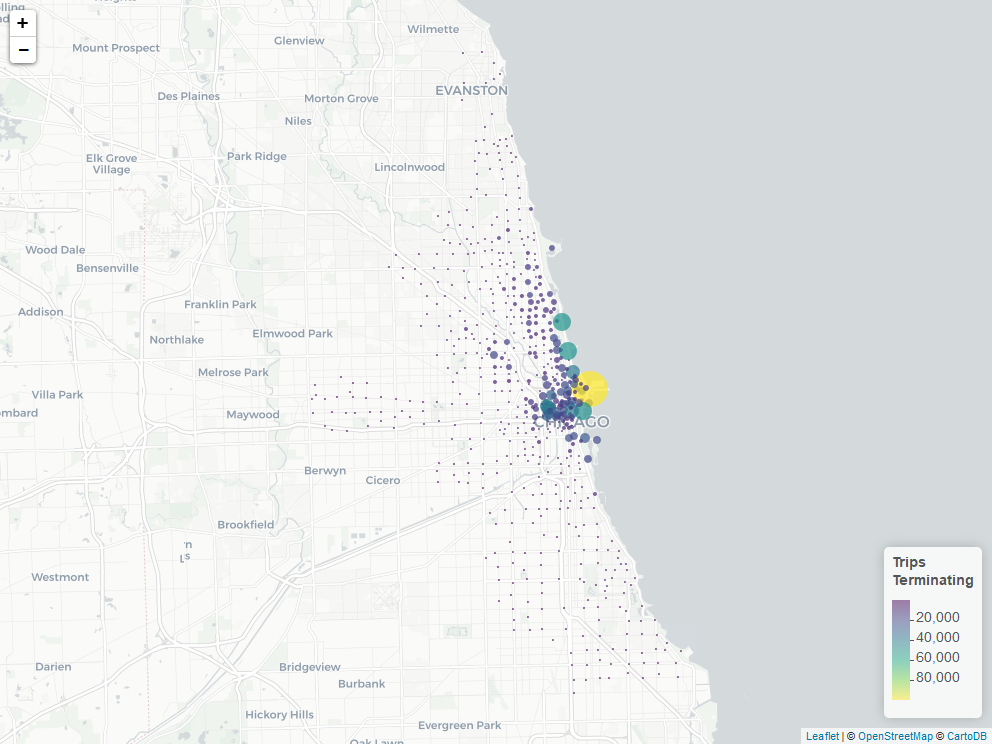 +
−
Wilmette
Glenview
Mount Prospect
EVANSTON
Des Plaines
Morton Grove
Niles
Elk Grove
Village
Park Ridge
Lincolnwood
Wood Dale
Bensenville
Franklin Park
Addison
Northlake
Elmwood Park
Melrose Park
Villa Park
Maywood
CHICAGO
Berwyn
Cicero
Brookfield
Westmont
Darien
Bridgeview
Burbank
Hickory Hills
Evergreen Park
Oak Lawn
Trips
Terminating
20,000
40,000
60,000
80,000
Leaflet | © OpenStreetMap © CartoDB